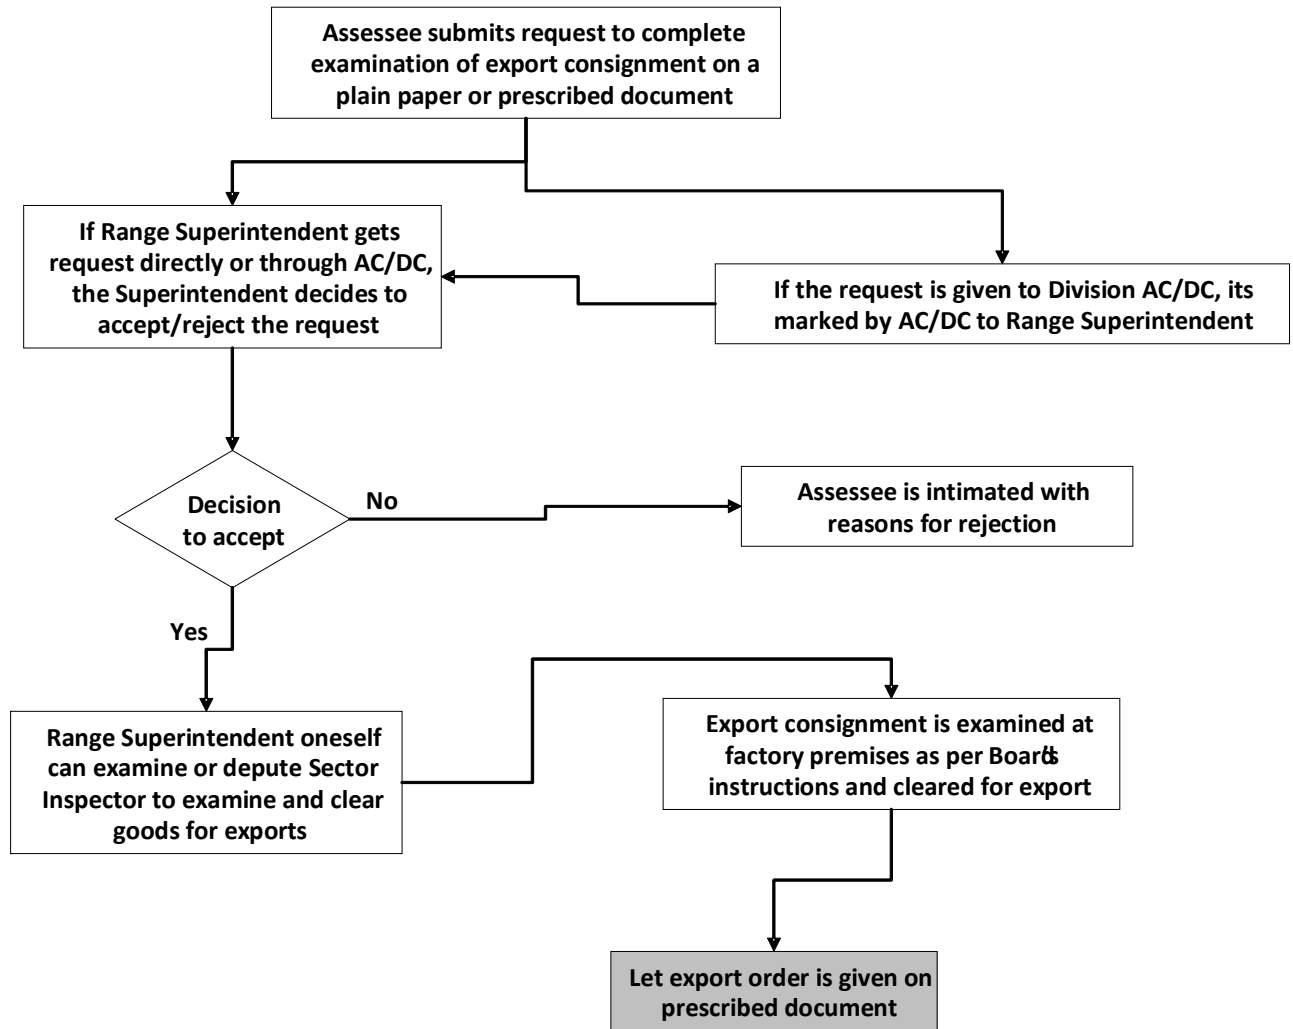 Assessee submits request to complete
examination of export consignment on a
plain paper or prescribed document
If Range Superintendent gets
request directly or through AC/DC,
the Superintendent decides to
accept/reject the request
If the request is given to Division AC/DC, its
marked by AC/DC to Range Superintendent
Decision
to accept
No
Assessee is intimated with
reasons for rejection
Yes
Range Superintendent oneself
can examine or depute Sector
Inspector to examine and clear
goods for exports
Export consignment is examined at
factory premises as per Board's
instructions and cleared for export
Let export order is given on
prescribed document